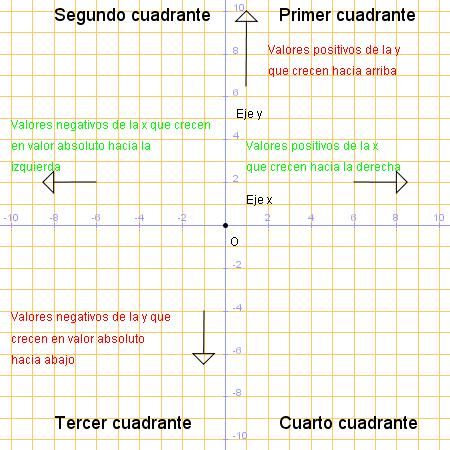 Segundo cuadrante
Primer cuadrante
10
Valores positivos de la y
que crecen hacia arriba
8
6
Eje y
Valores negativos de la x que crecen
en valor absoluto hacia la
izquierda
4
Valores positivos de la x
que crecen hacia la derecha
2
Eje x
-10 -8 -6 -4 -2 2 4 6 8 10
O
-2
-4
Valores negativos de la y que
crecen en valor absoluto
hacia abajo
-6
-8
Tercer cuadrante
Cuarto cuadrante
-10